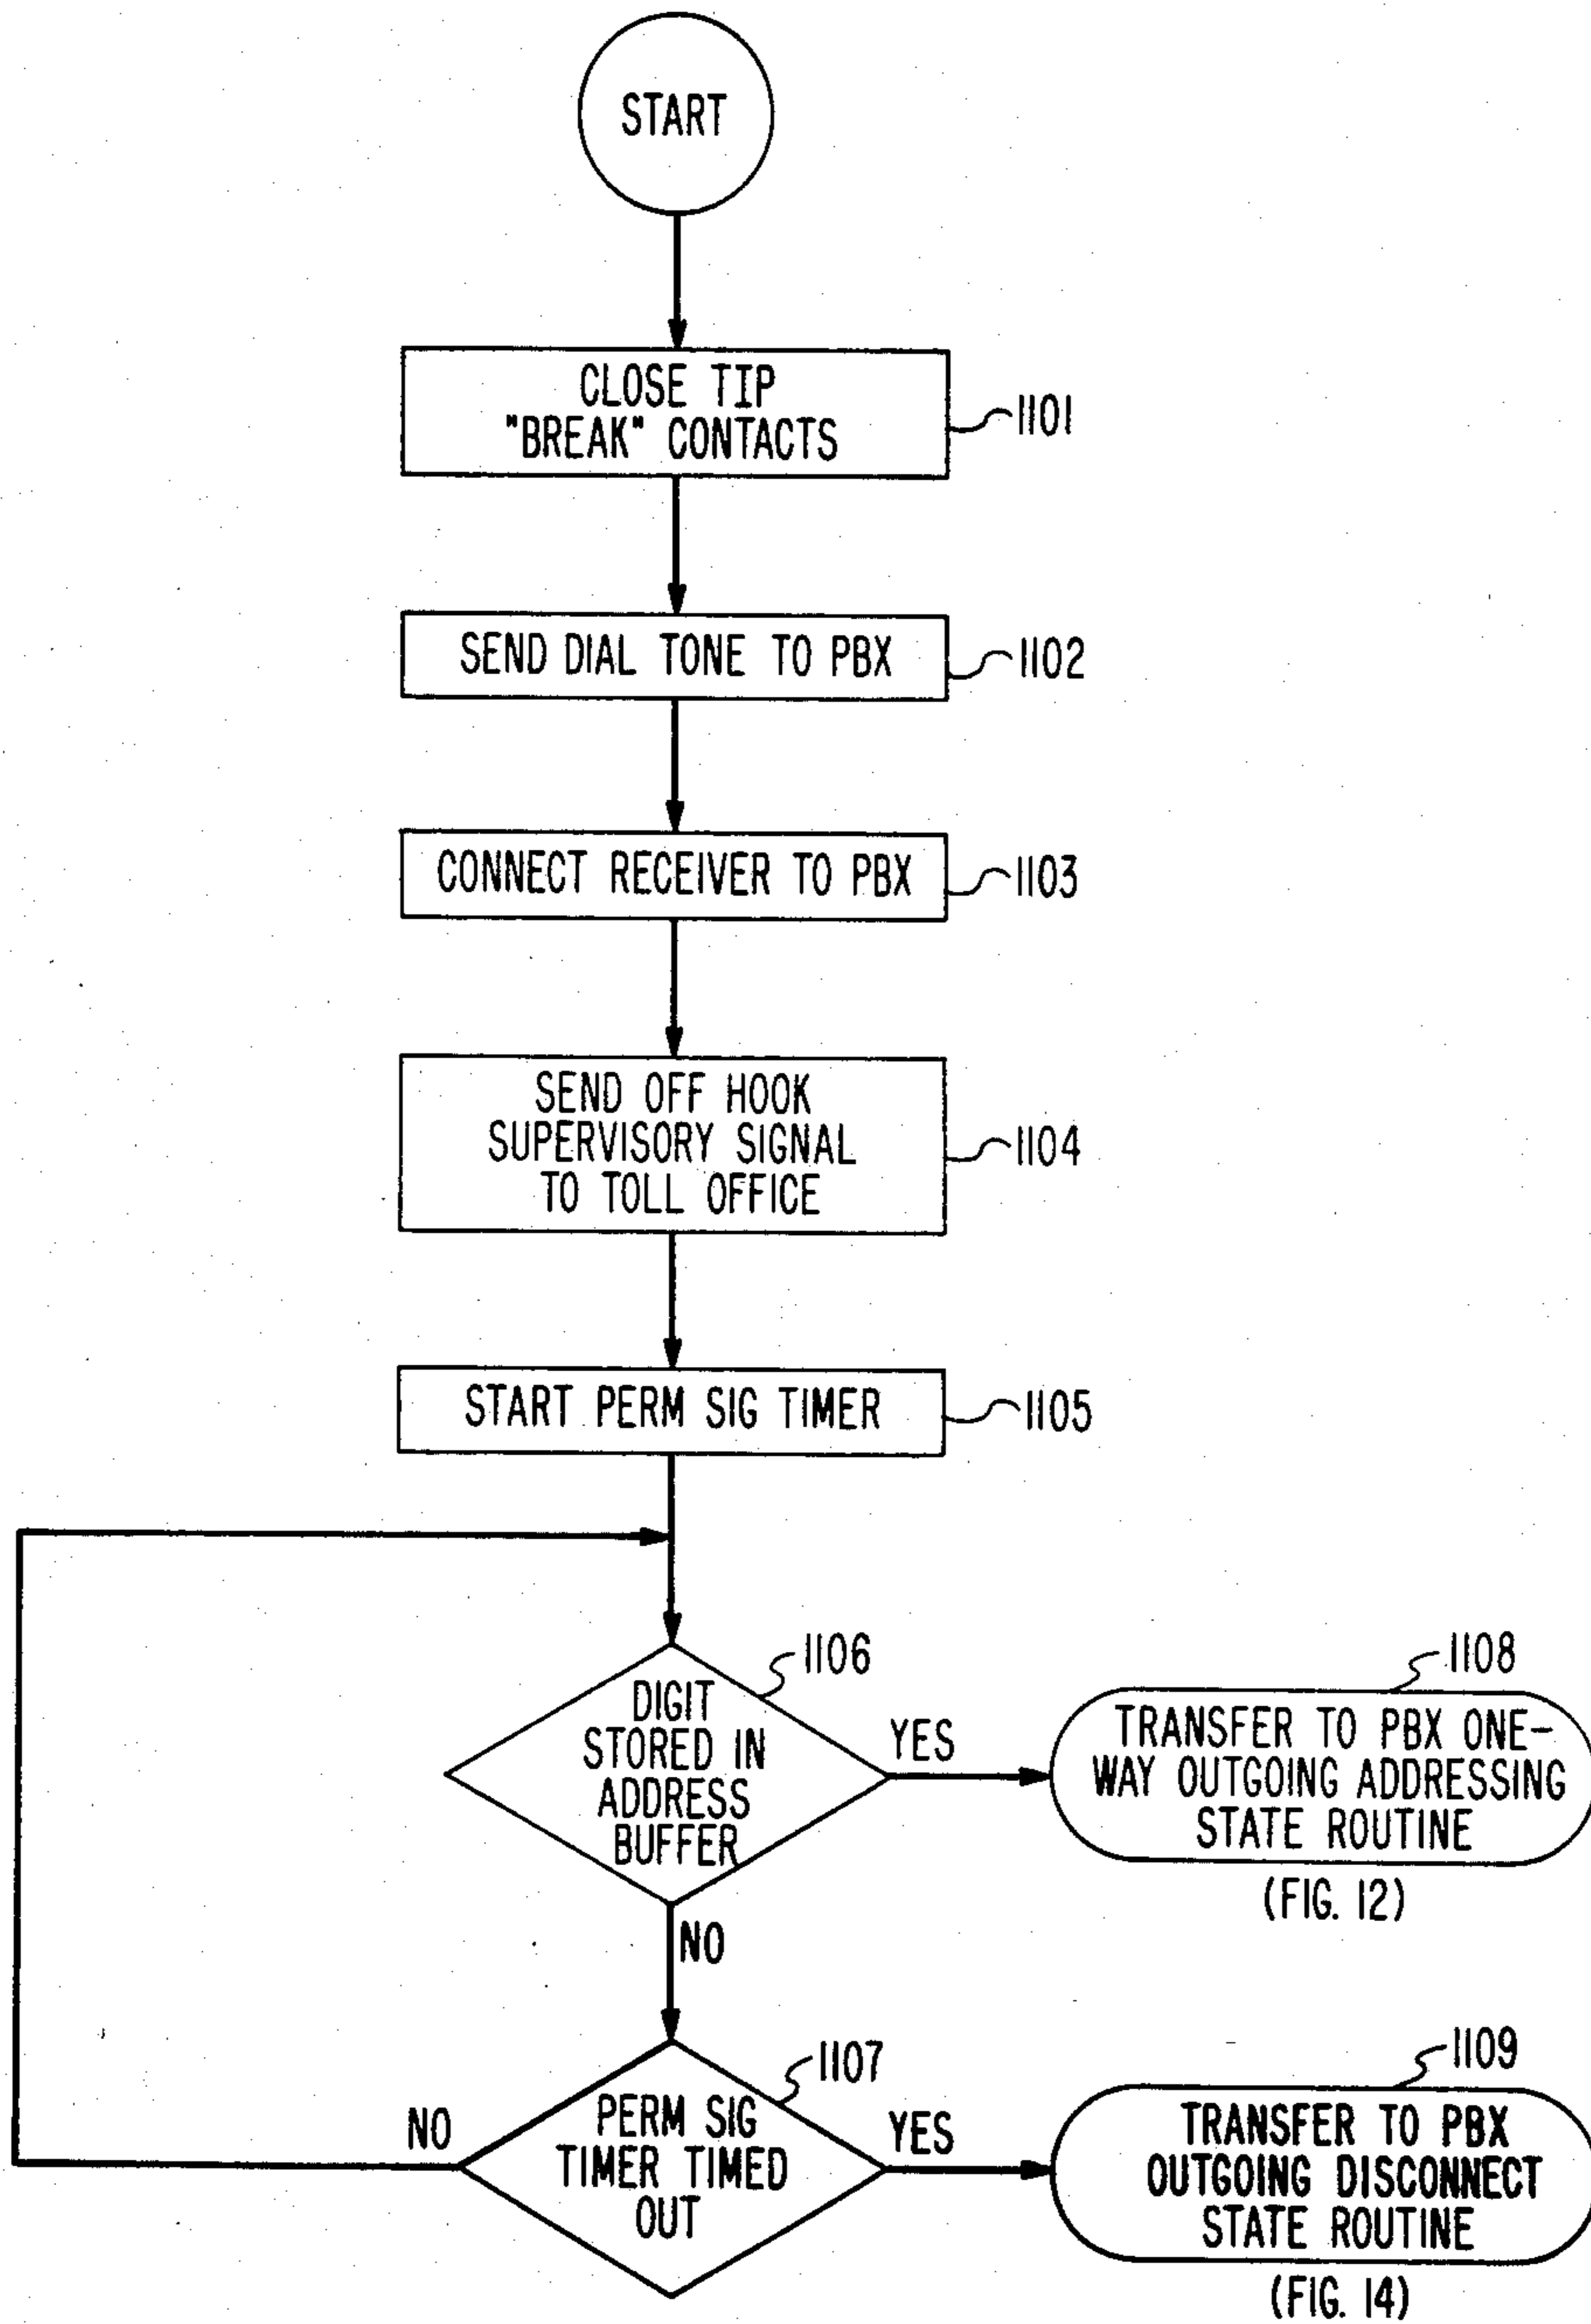 START
CLOSE TIP
"BREAK" CONTACTS
1101
SEND DIAL TONE TO PBX
1102
CONNECT RECEIVER TO PBX
1103
SEND OFF HOOK
SUPERVISORY SIGNAL
TO TOLL OFFICE
1104
START PERM SIG TIMER
1105
1106
DIGIT
STORED IN
ADDRESS
BUFFER
YES
1108
TRANSFER TO PBX ONE-
WAY OUTGOING ADDRESSING
STATE ROUTINE
(FIG. 12)
NO
1107
PERM SIG
TIMER TIMED
OUT
NO
YES
1109
TRANSFER TO PBX
OUTGOING DISCONNECT
STATE ROUTINE
(FIG. 14)